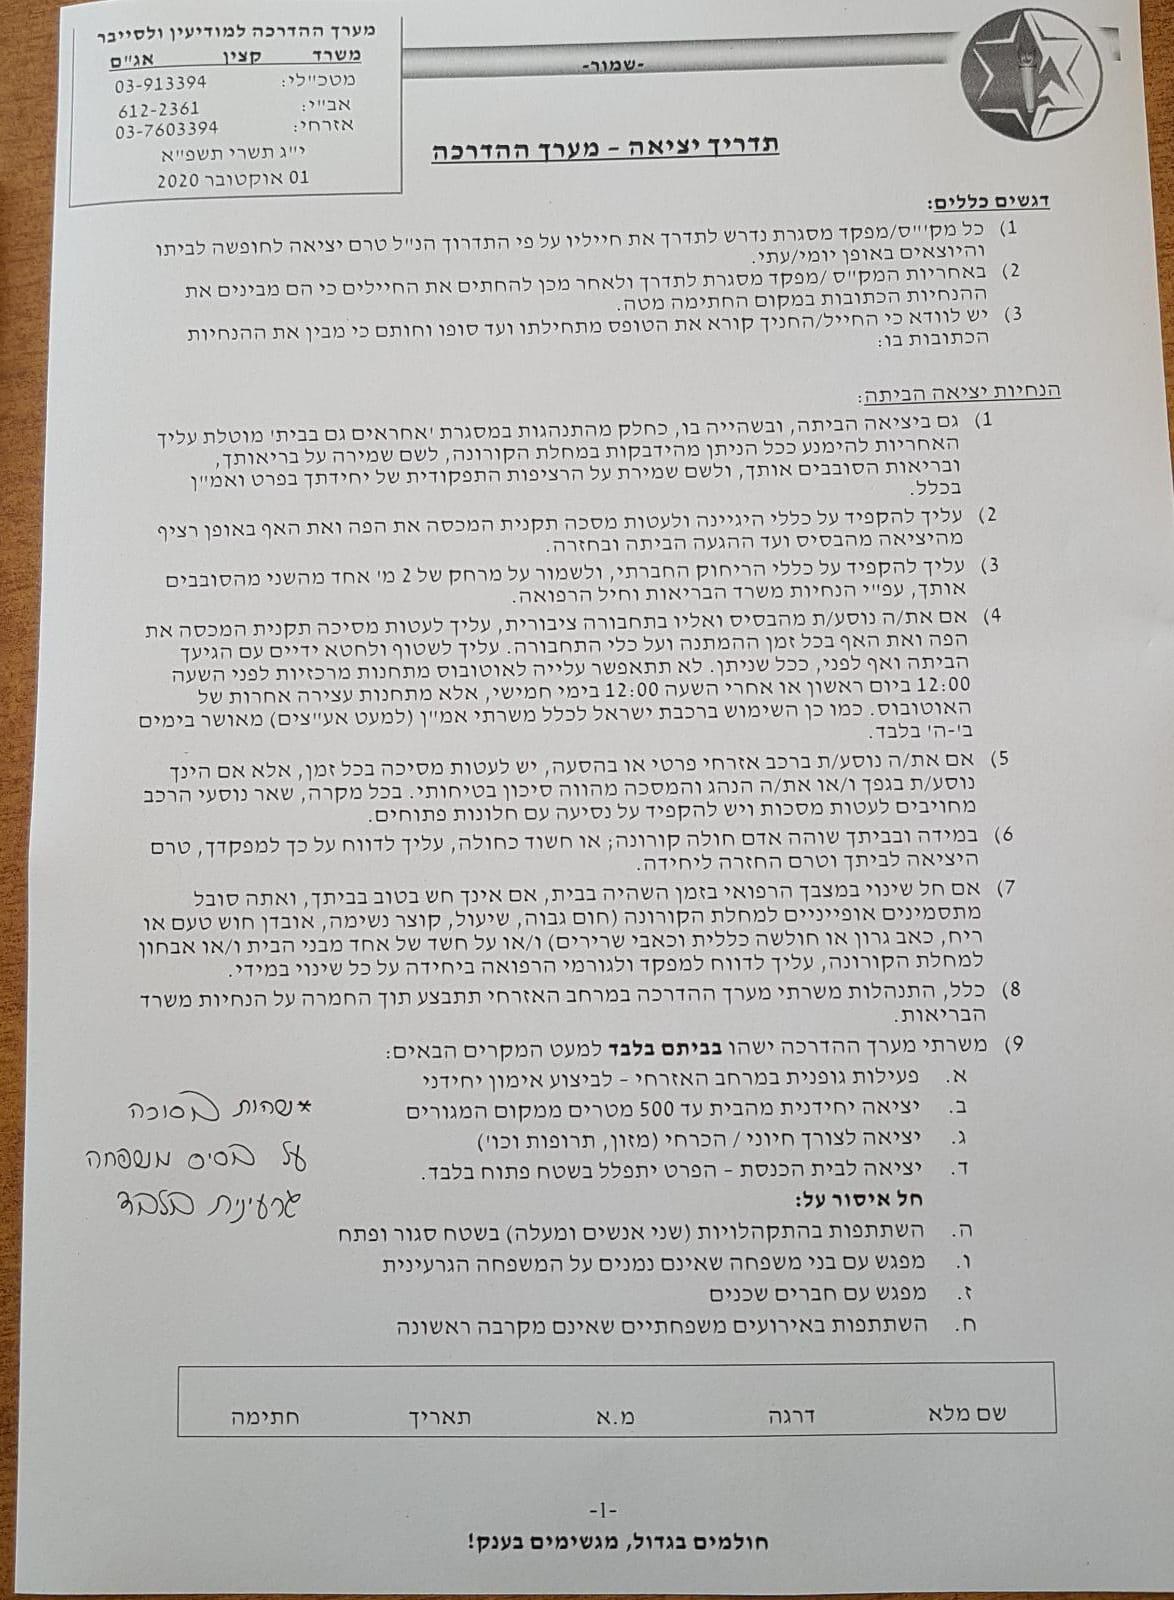 מערך ההדרכה למודיעין ולסייבר
משרד קצין אג"ם
מטכ"לי: 03-913394
אב"י: 612-2361
אזרחי: 03-7603394
י"ג תשרי תשפ"א
01 אוקטובר 2020
-שמור-
תדריך יציאה – מערך ההדרכה
דגשים כללים:
1) כל מק"ס/מפקד מסגרת נדרש לתדרך את חייליו על פי התדרוך הנ"ל טרם יציאה לחופשה לביתו
והיוצאים באופן יומי/עתי.
2) באחריות המק"ס /מפקד מסגרת לתדרך ולאחר מכן להחתים את החיילים כי הם מבינים את
ההנחיות הכתובות במקום החתימה מטה.
3) יש לוודא כי החייל/החניך קורא את הטופס מתחילתו ועד סופו וחותם כי מבין את ההנחיות
הכתובות בו:
הנחיות יציאה הביתה:
1) גם ביציאה הביתה, ובשהייה בו, כחלק מהתנהגות במסגרת 'אחראים גם בבית' מוטלת עליך
האחריות להימנע ככל הניתן מהידבקות במחלת הקורונה, לשם שמירה על בריאותך,
ובריאות הסובבים אותך, ולשם שמירת על הרציפות התפקודית של יחידתך בפרט ואמ"ן
בכלל.
2) עליך להקפיד על כללי היגיינה ולעטות מסכה תקנית המכסה את הפה ואת האף באופן רציף
מהיציאה מהבסיס ועד ההגעה הביתה ובחזרה.
3) עליך להקפיד על כללי הריחוק החברתי, ולשמור על מרחק של 2 מ' אחד מהשני מהסובבים
אותך, עפ"י הנחיות משרד הבריאות וחיל הרפואה.
4) אם את/ה נוסע/ת מהבסיס ואליו בתחבורה ציבורית, עליך לעטות מסיכה תקנית המכסה את
הפה ואת האף בכל זמן ההמתנה ועל כלי התחבורה. עליך לשטוף ולחטא ידיים עם הגיעך
הביתה ואף לפני, ככל שניתן. לא תתאפשר עלייה לאוטובוס מתחנות מרכזיות לפני השעה
12:00 ביום ראשון או אחרי השעה 12:00 בימי חמישי, אלא מתחנות עצירה אחרות של
האוטובוס. כמו כן השימוש ברכבת ישראל לכלל משרתי אמ"ן (למעט אע"צים) מאושר בימים
ב'-ה' בלבד.
5) אם את/ה נוסע/ת ברכב אזרחי פרטי או בהסעה, יש לעטות מסיכה בכל זמן, אלא אם הינך
נוסע/ת בגפך ו/או את/ה הנהג והמסכה מהווה סיכון בטיחותי. בכל מקרה, שאר נוסעי הרכב
מחויבים לעטות מסכות ויש להקפיד על נסיעה עם חלונות פתוחים.
6) במידה ובביתך שוהה אדם חולה קורונה; או חשוד כחולה, עליך לדווח על כך למפקדך, טרם
היציאה לביתך וטרם החזרה ליחידה.
7) אם חל שינוי במצבך הרפואי בזמן השהיה בבית, אם אינך חש בטוב בביתך, ואתה סובל
מתסמינים אופייניים למחלת הקורונה (חום גבוה, שיעול, קוצר נשימה, אובדן חוש טעם או
ריח, כאב גרון או חולשה כללית וכאבי שרירים) ו/או על חשד של אחד מבני הבית ו/או אבחון
למחלת הקורונה, עליך לדווח למפקד ולגורמי הרפואה ביחידה על כל שינוי במידי.
8) כלל, התנהלות משרתי מערך ההדרכה במרחב האזרחי תתבצע תוך החמרה על הנחיות משרד
הבריאות.
9) משרתי מערך ההדרכה ישהו בביתם בלבד למעט המקרים הבאים:
א. פעילות גופנית במרחב האזרחי – לביצוע אימון יחידני
ב. יציאה יחידנית מהבית עד 500 מטרים ממקום המגורים
ג. יציאה לצורך חיוני / הכרחי (מזון, תרופות וכו')
ד. יציאה לבית הכנסת – הפרט יתפלל בשטח פתוח בלבד.
*שהות בסוכה
על בסיס משפחה
גרעינית בלבד
חל איסור על:
ה. השתתפות בהתקהלויות (שני אנשים ומעלה) בשטח סגור ופתח
ו. מפגש עם בני משפחה שאינם נמנים על המשפחה הגרעינית
ז. מפגש עם חברים שכנים
ח. השתתפות באירועים משפחתיים שאינם מקרבה ראשונה
שם מלא דרגה מ.א תאריך חתימה
-1-
חולמים בגדול, מגשימים בענק!